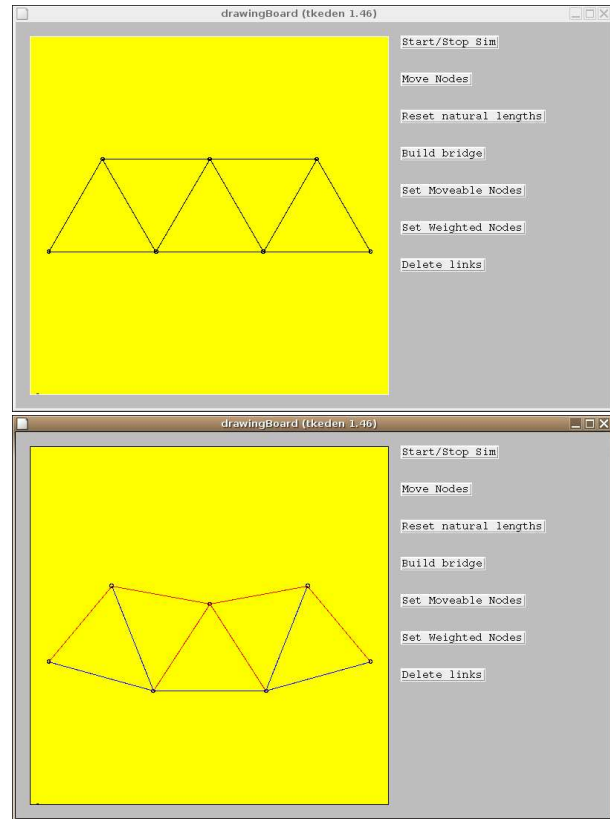 drawingBoard (tkeden 1.46)
Start/Stop Sim
Move Nodes
Reset natural lengths
Build bridge
Set Moveable Nodes
Set Weighted Nodes
Delete links
drawingBoard (tkeden 1.46)
Start/Stop Sim
Move Nodes
Reset natural lengths
Build bridge
Set Moveable Nodes
Set Weighted Nodes
Delete links